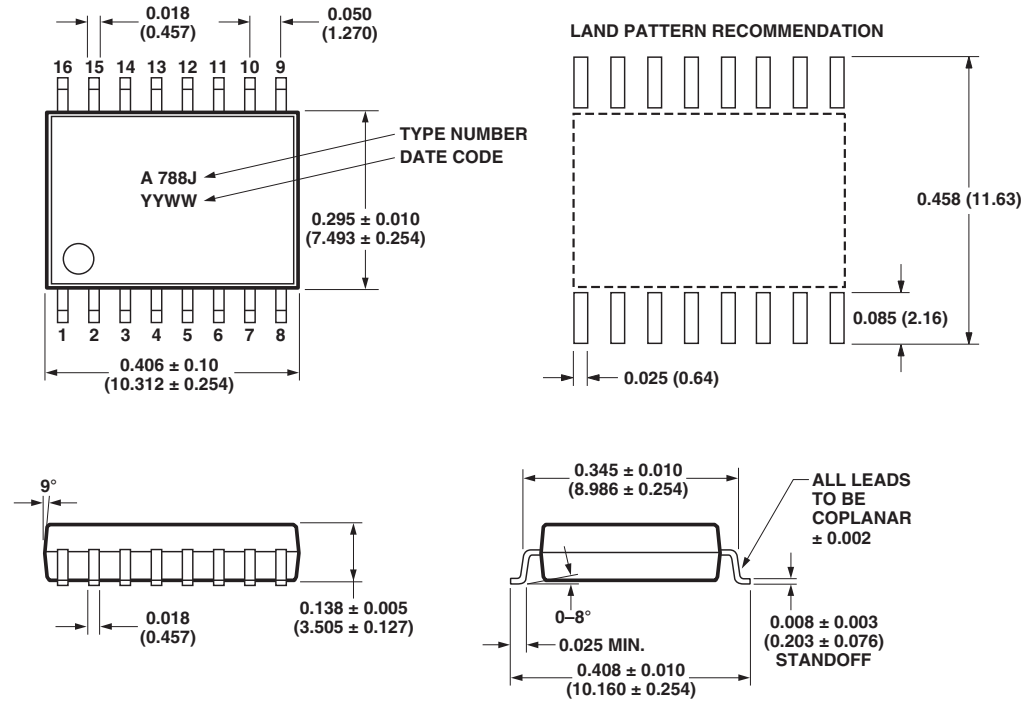 0.018
(0.457)
0.050
(1.270)
LAND PATTERN RECOMMENDATION
16 15 14 13 12 11 10 9
TYPE NUMBER
DATE CODE
A 788J
YYWW
0.295 ± 0.010
(7.493 ± 0.254)
0.458 (11.63)
0.085 (2.16)
1 2 3 4 5 6 7 8
0.406 ± 0.10
(10.312 ± 0.254)
0.025 (0.64)
9°
0.018
(0.457)
0.138 ± 0.005
(3.505 ± 0.127)
0.345 ± 0.010
(8.986 ± 0.254)
ALL LEADS
TO BE
COPLANAR
± 0.002
0–8°
0.025 MIN.
0.408 ± 0.010
(10.160 ± 0.254)
0.008 ± 0.003
(0.203 ± 0.076)
STANDOFF